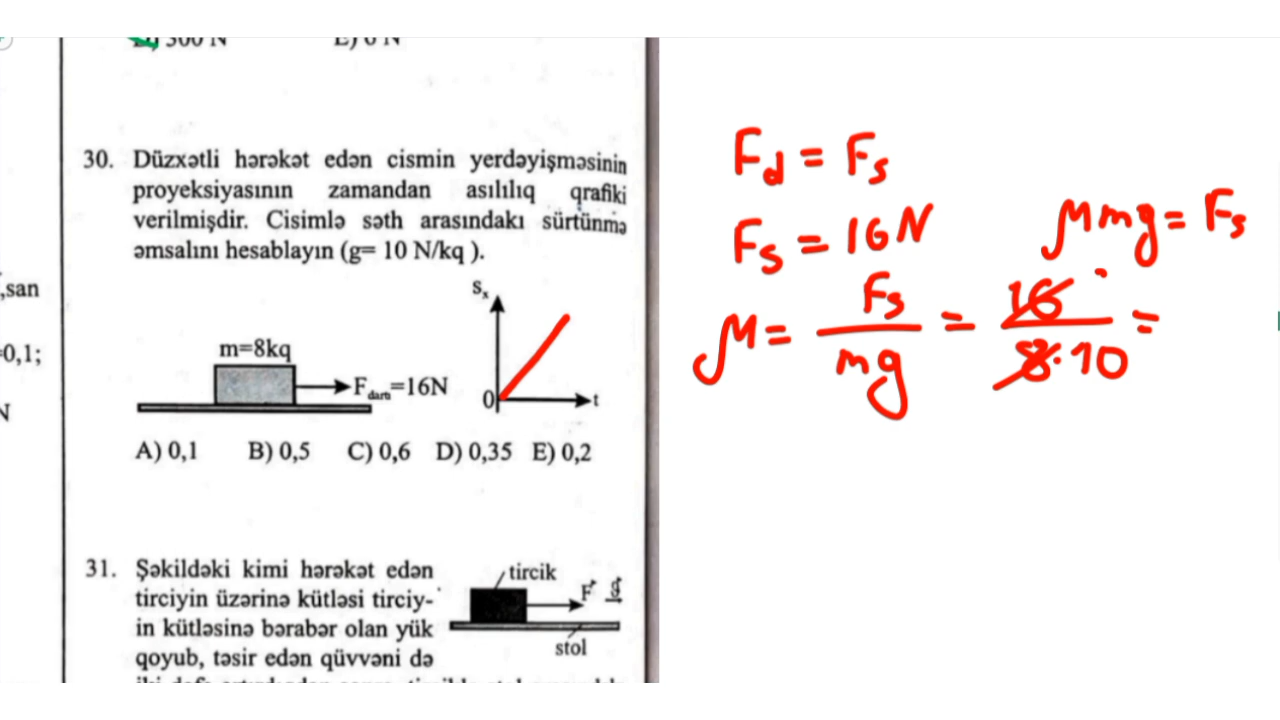 30. Düzxətli hərəkət edən cismin yerdəyişməsinin
proyeksiyasının zamandan asılılıq qrafiki
verilmişdir. Cisimlə səth arasındakı sürtünmə
əmsalını hesablayın (g= 10 N/kq ).
,san
=0,1;
N
m=8kq
Fdartı=16N
Sx
0
t
A) 0,1 B) 0,5 C) 0,6 D) 0,35 E) 0,2
31. Şəkildəki kimi hərəkət edən
tirciyin üzərinə kütləsi tirciy-
in kütləsinə bərabər olan yük
qoyub, təsir edən qüvvəni də
tircik
F
stol
Fd = Fs
Fs = 16N
μmg = Fs
μ = Fs/mg = 16/8·10 =